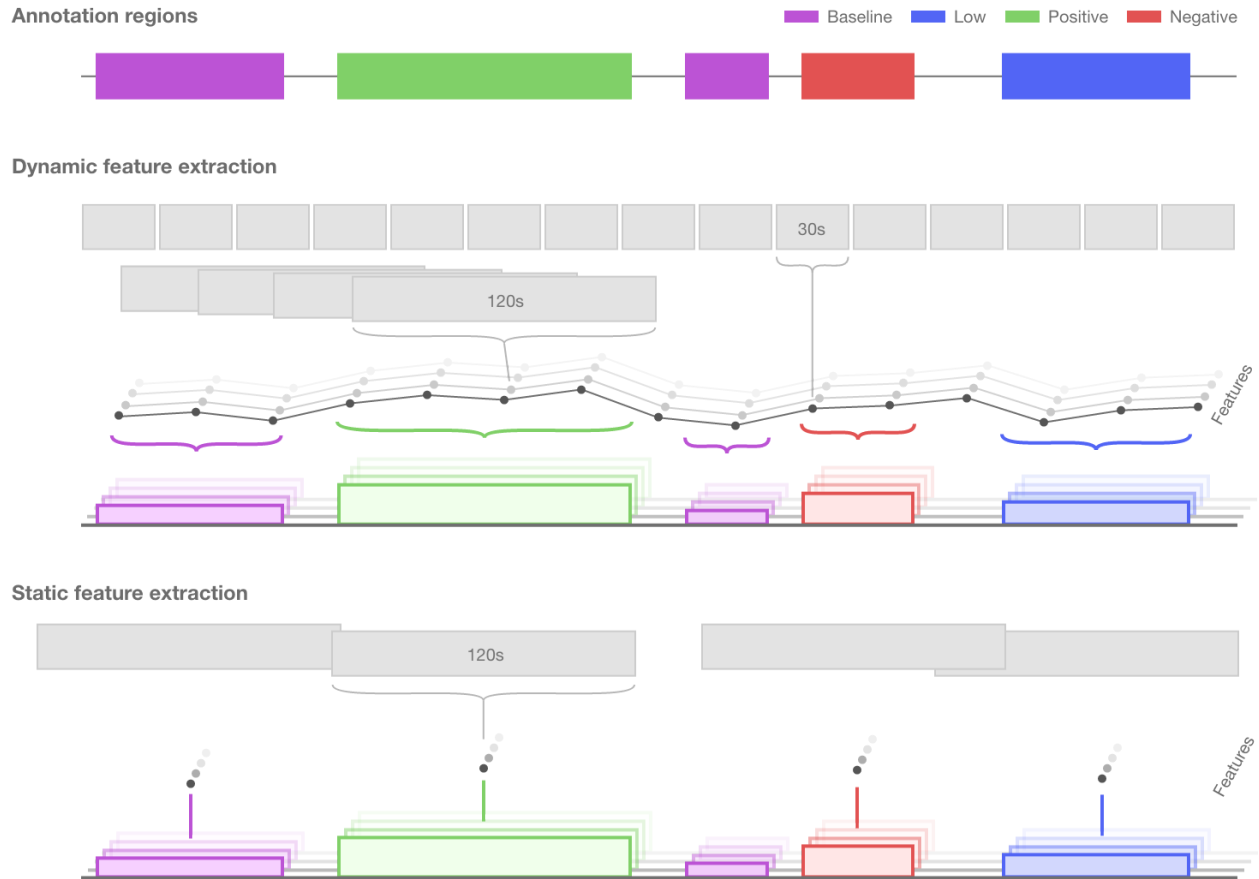 Annotation regions
Baseline
Low
Positive
Negative
Dynamic feature extraction
30s
120s
Features
Static feature extraction
120s
Features